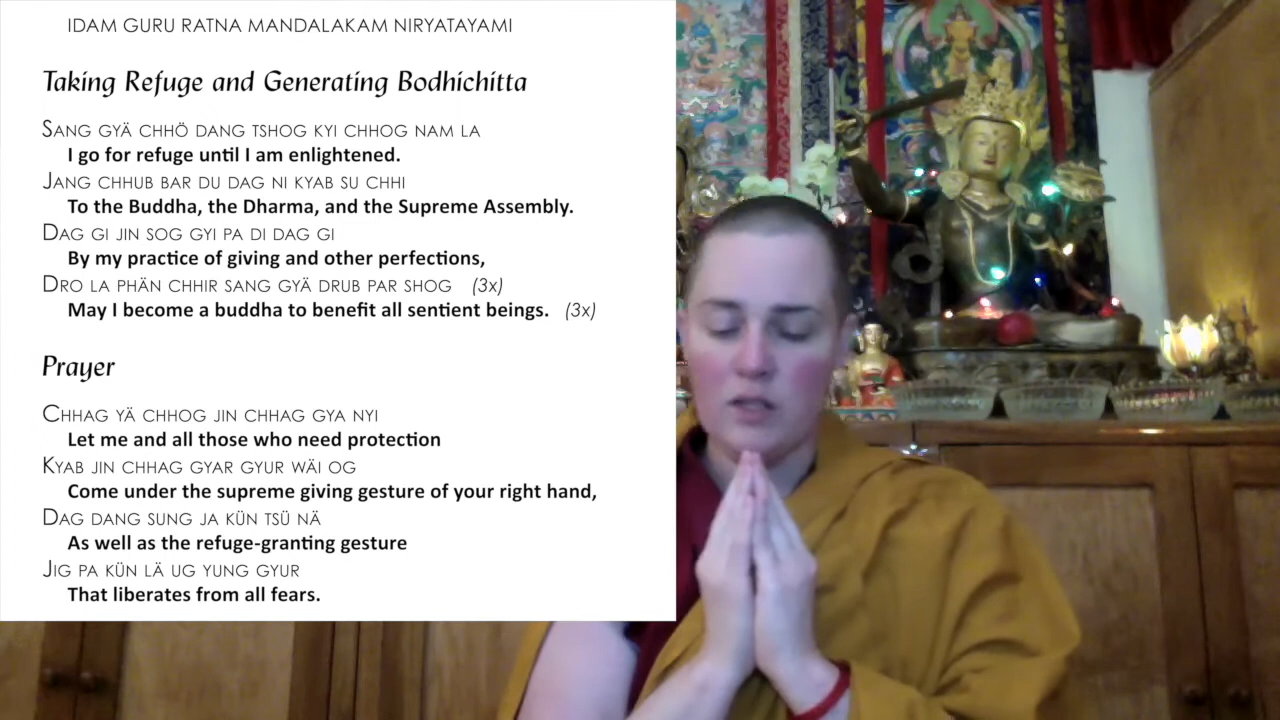 IDAM GURU RATNA MANDALAKAM NIRYATAYAMI
Taking Refuge and Generating Bodhichitta
SANG GYÄ CHHÖ DANG TSHOG KYI CHHOG NAM LA
I go for refuge until I am enlightened.
JANG CHHUB BAR DU DAG NI KYAB SU CHHI
To the Buddha, the Dharma, and the Supreme Assembly.
DAG GI JIN SOG GYI PA DI DAG GI
By my practice of giving and other perfections,
DRO LA PHÄN CHHIR SANG GYÄ DRUB PAR SHOG (3x)
May I become a buddha to benefit all sentient beings. (3x)
Prayer
CHHAG YÄ CHHOG JIN CHHAG GYA NYI
Let me and all those who need protection
KYAB JIN CHHAG GYAR GYUR WÄI OG
Come under the supreme giving gesture of your right hand,
DAG DANG SUNG JA KÜN TSÜ NÄ
As well as the refuge-granting gesture
JIG PA KÜN LÄ UG YUNG GYUR
That liberates from all fears.